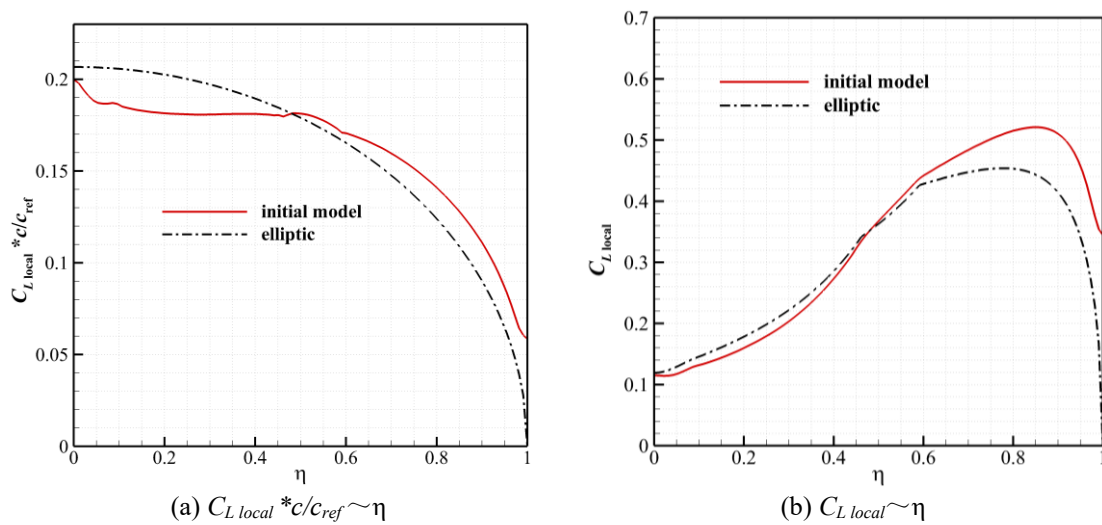 C_L local *c/c_ref
0.2
0.15
0.1
0.05
0
initial model
elliptic
0 0.2 0.4 0.6 0.8 1
η
(a) C_L local *c/c_ref ~η
C_L local
0.7
0.6
0.5
0.4
0.3
0.2
0.1
0
initial model
elliptic
0 0.2 0.4 0.6 0.8 1
η
(b) C_L local ~η